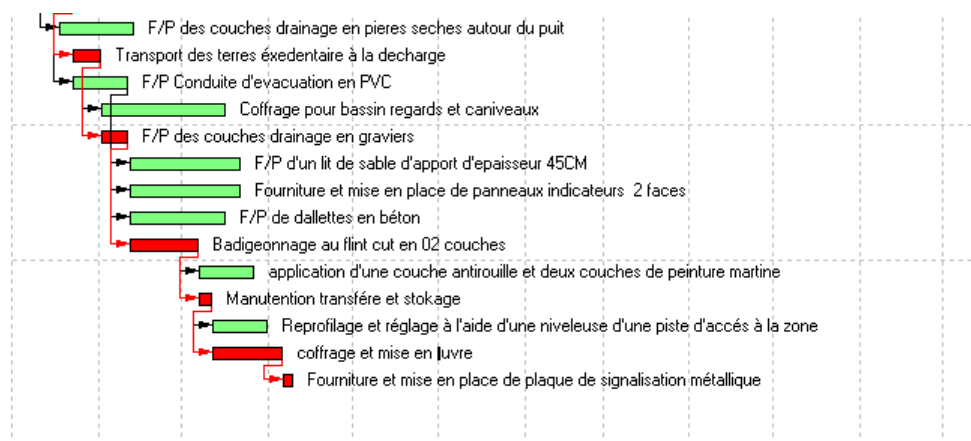 F/P des couches drainage en pieres seches autour du puit
Transport des terres éxedentaire à la decharge
F/P Conduite d'evacuation en PVC
Coffrage pour bassin regards et caniveaux
F/P des couches drainage en graviers
F/P d'un lit de sable d'apport d'epaisseur 45CM
Fourniture et mise en place de panneaux indicateurs 2 faces
F/P de dallettes en béton
Badigeonnage au flint cut en 02 couches
application d'une couche antirouille et deux couches de peinture martine
Manutention transfére et stokage
Reprofilage et réglage à l'aide d'une niveleuse d'une piste d'accés à la zone
coffrage et mise en
Fourniture et mise en place de plaque de signalisation métallique